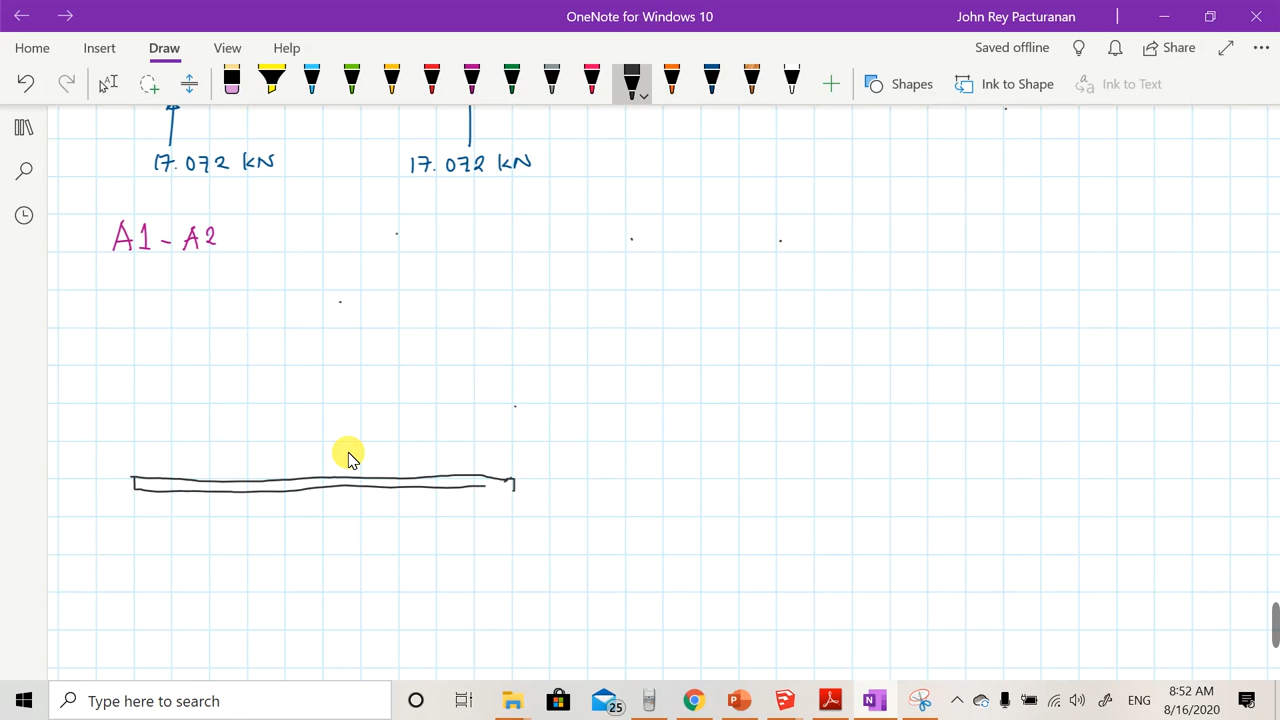 OneNote for Windows 10
John Rey Pacturanan
Home Insert Draw View Help
Saved offline
Share
Shapes
Ink to Shape
Ink to Text
17.072 kN 17.072 kN
A1 - A2
Type here to search
25
ENG
8:52 AM
8/16/2020